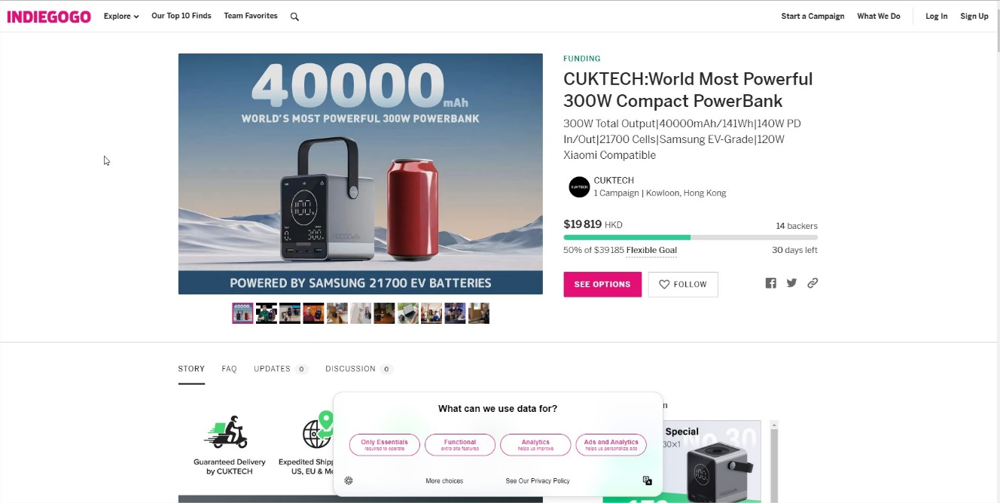 INDIEGOGO
Explore
Our Top 10 Finds
Team Favorites
Start a Campaign
What We Do
Log In
Sign Up
40000mAh
WORLD'S MOST POWERFUL 300W POWERBANK
100
POWERED BY SAMSUNG 21700 EV BATTERIES
FUNDING
CUKTECH:World Most Powerful
300W Compact PowerBank
300W Total Output|40000mAh/141Wh|140W PD
In/Out|21700 Cells|Samsung EV-Grade|120W
Xiaomi Compatible
CUKTECH
CUKTECH
1 Campaign | Kowloon, Hong Kong
$19 819 HKD
14 backers
50% of $39 185 Flexible Goal
30 days left
SEE OPTIONS
FOLLOW
STORY
FAQ
UPDATES 0
DISCUSSION 0
Guaranteed Delivery
by CUKTECH
Expedited Shipp
US, EU & Mo
What can we use data for?
Only Essentials
required to operate
Functional
extra site features
Analytics
helps us improve
Ads and Analytics
helps us personalize ads
More choices
See Our Privacy Policy
Special
30×1
No.30